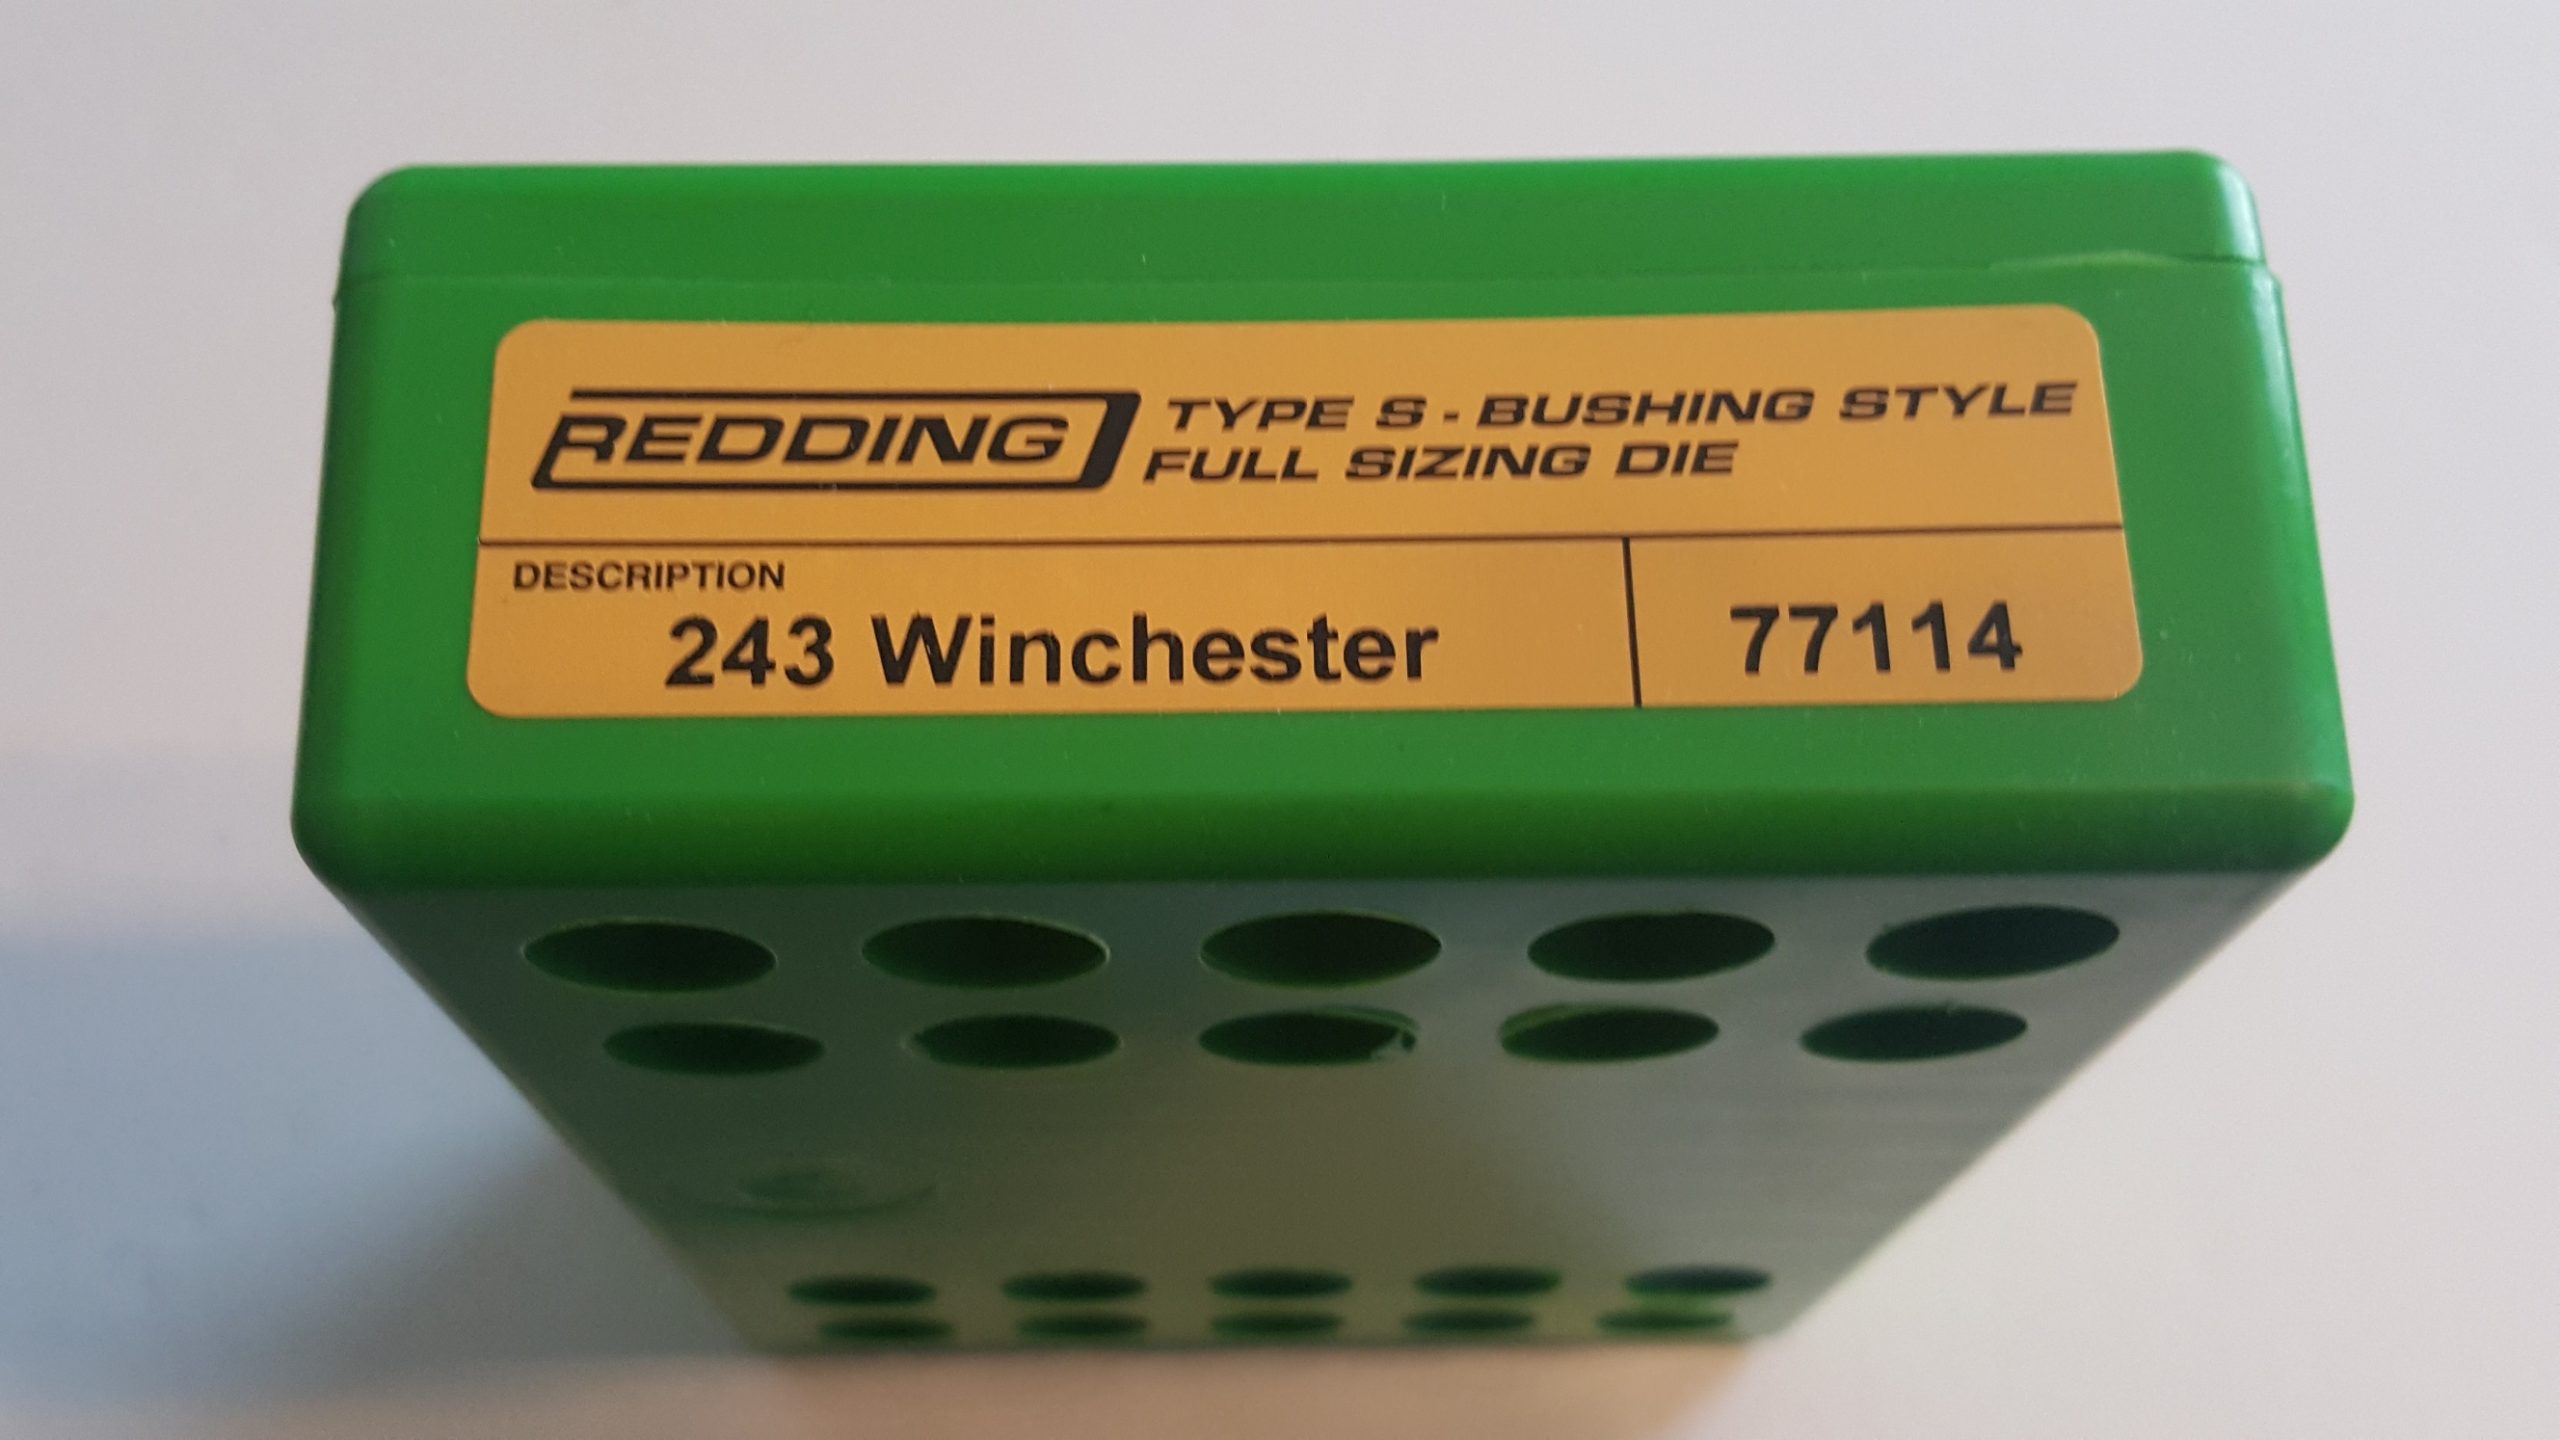 REDDING TYPE S - BUSHING STYLE
FULL SIZING DIE
DESCRIPTION
243 Winchester 77114